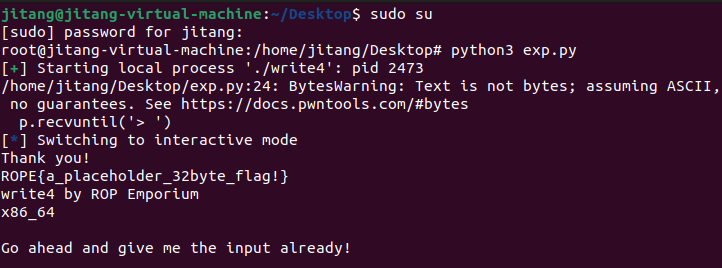 jitang@jitang-virtual-machine:~/Desktop$ sudo su
[sudo] password for jitang:
root@jitang-virtual-machine:/home/jitang/Desktop# python3 exp.py
[+] Starting local process './write4': pid 2473
/home/jitang/Desktop/exp.py:24: BytesWarning: Text is not bytes; assuming ASCII,
 no guarantees. See https://docs.pwntools.com/#bytes
  p.recvuntil('> ')
[*] Switching to interactive mode
Thank you!
ROPE{a_placeholder_32byte_flag!}
write4 by ROP Emporium
x86_64
Go ahead and give me the input already!